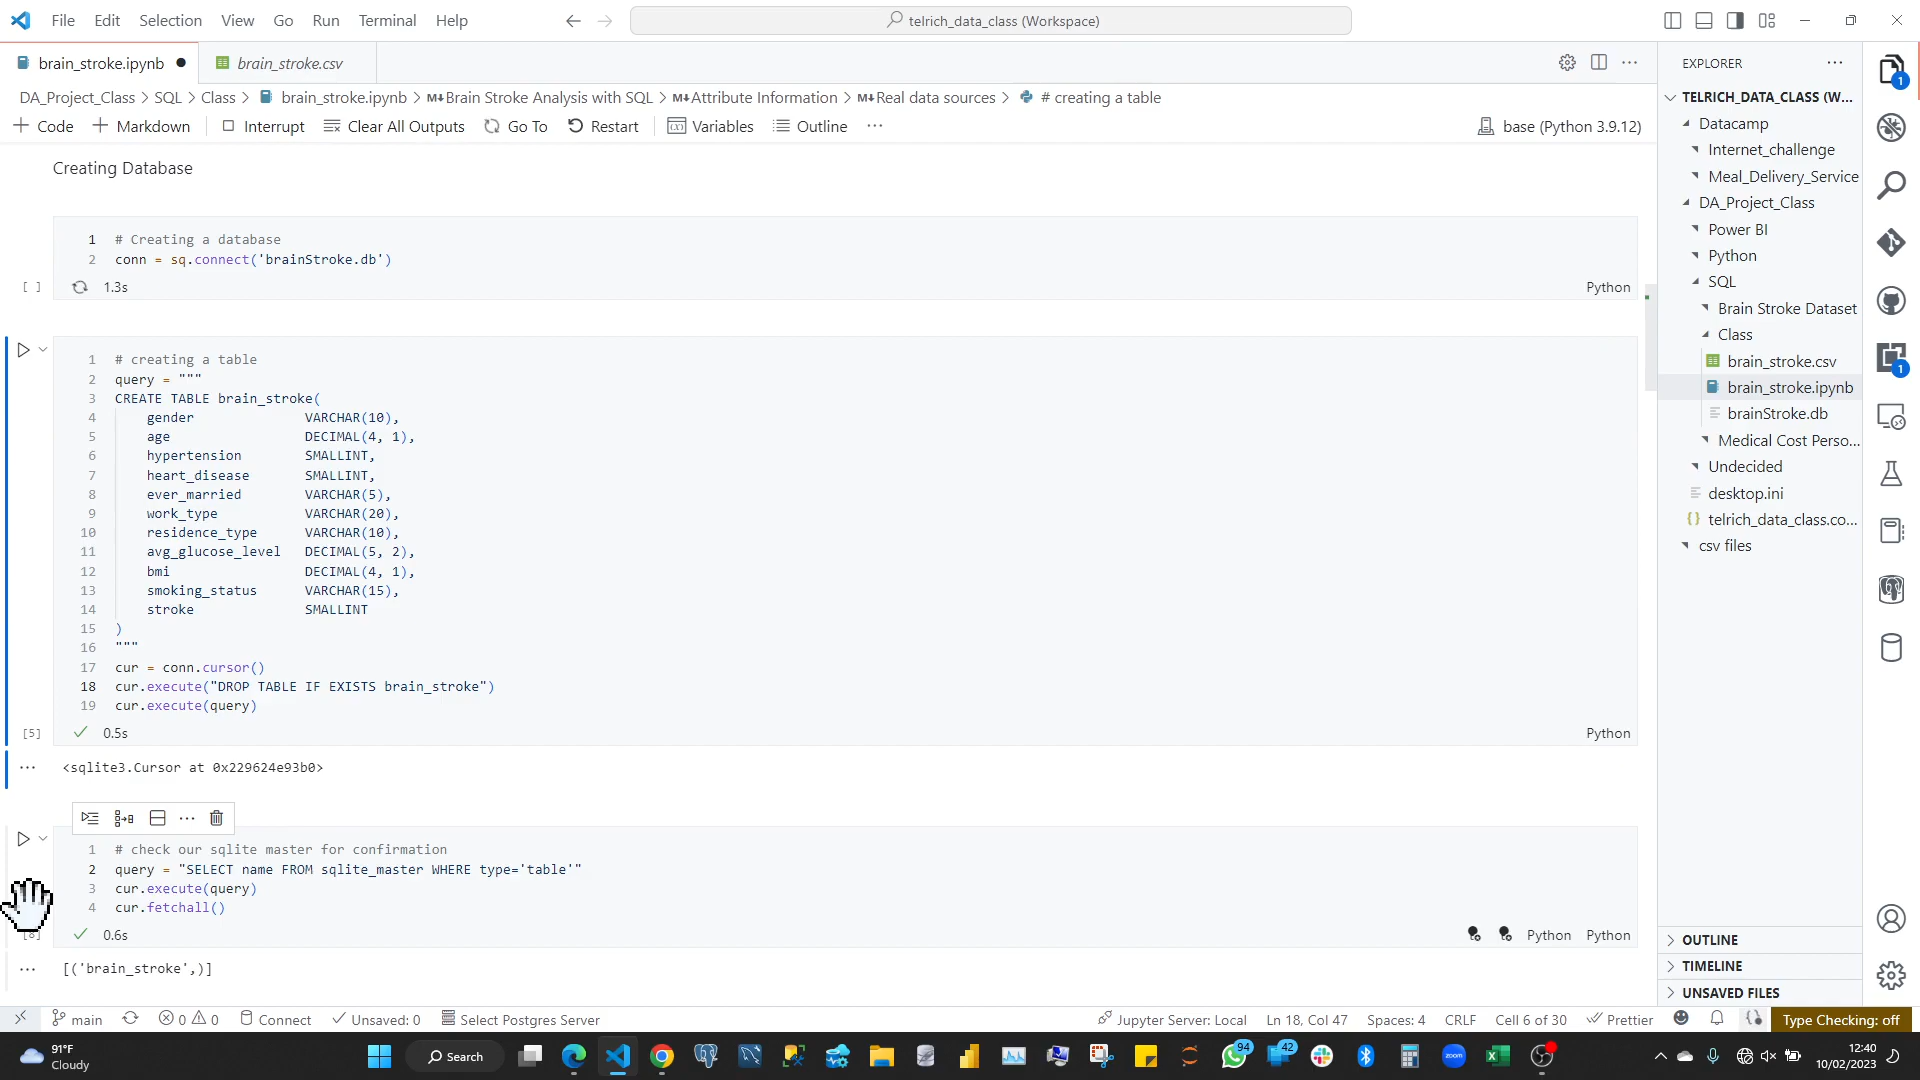 File Edit Selection View Go Run Terminal Help
telrich_data_class (Workspace)
brain_stroke.ipynb
brain_stroke.csv
DA_Project_Class > SQL > Class > brain_stroke.ipynb > M↓Brain Stroke Analysis with SQL > M↓Attribute Information > M↓Real data sources > # creating a table
Code Markdown Interrupt Clear All Outputs Go To Restart Variables Outline ...
base (Python 3.9.12)
Creating Database
1 # Creating a database
2 conn = sq.connect('brainStroke.db')
[ ] 1.3s Python
1 # creating a table
2 query = """
3 CREATE TABLE brain_stroke(
4 gender VARCHAR(10),
5 age DECIMAL(4, 1),
6 hypertension SMALLINT,
7 heart_disease SMALLINT,
8 ever_married VARCHAR(5),
9 work_type VARCHAR(20),
10 residence_type VARCHAR(10),
11 avg_glucose_level DECIMAL(5, 2),
12 bmi DECIMAL(4, 1),
13 smoking_status VARCHAR(15),
14 stroke SMALLINT
15 )
16 """
17 cur = conn.cursor()
18 cur.execute("DROP TABLE IF EXISTS brain_stroke")
19 cur.execute(query)
[5] 0.5s Python
<sqlite3.Cursor at 0x229624e93b0>
1 # check our sqlite master for confirmation
2 query = "SELECT name FROM sqlite_master WHERE type='table'"
3 cur.execute(query)
4 cur.fetchall()
0.6s Python Python
[('brain_stroke',)]
EXPLORER
TELRICH_DATA_CLASS (W...
Datacamp
Internet_challenge
Meal_Delivery_Service
DA_Project_Class
Power BI
Python
SQL
Brain Stroke Dataset
Class
brain_stroke.csv
brain_stroke.ipynb
brainStroke.db
Medical Cost Perso...
Undecided
desktop.ini
telrich_data_class.co...
csv files
OUTLINE
TIMELINE
UNSAVED FILES
1
1
main 0 0 Connect Unsaved: 0 Select Postgres Server
Jupyter Server: Local Ln 18, Col 47 Spaces: 4 CRLF Cell 6 of 30 Prettier Type Checking: off
91°F
Cloudy
Search
94
42
zoom
12:40
10/02/2023